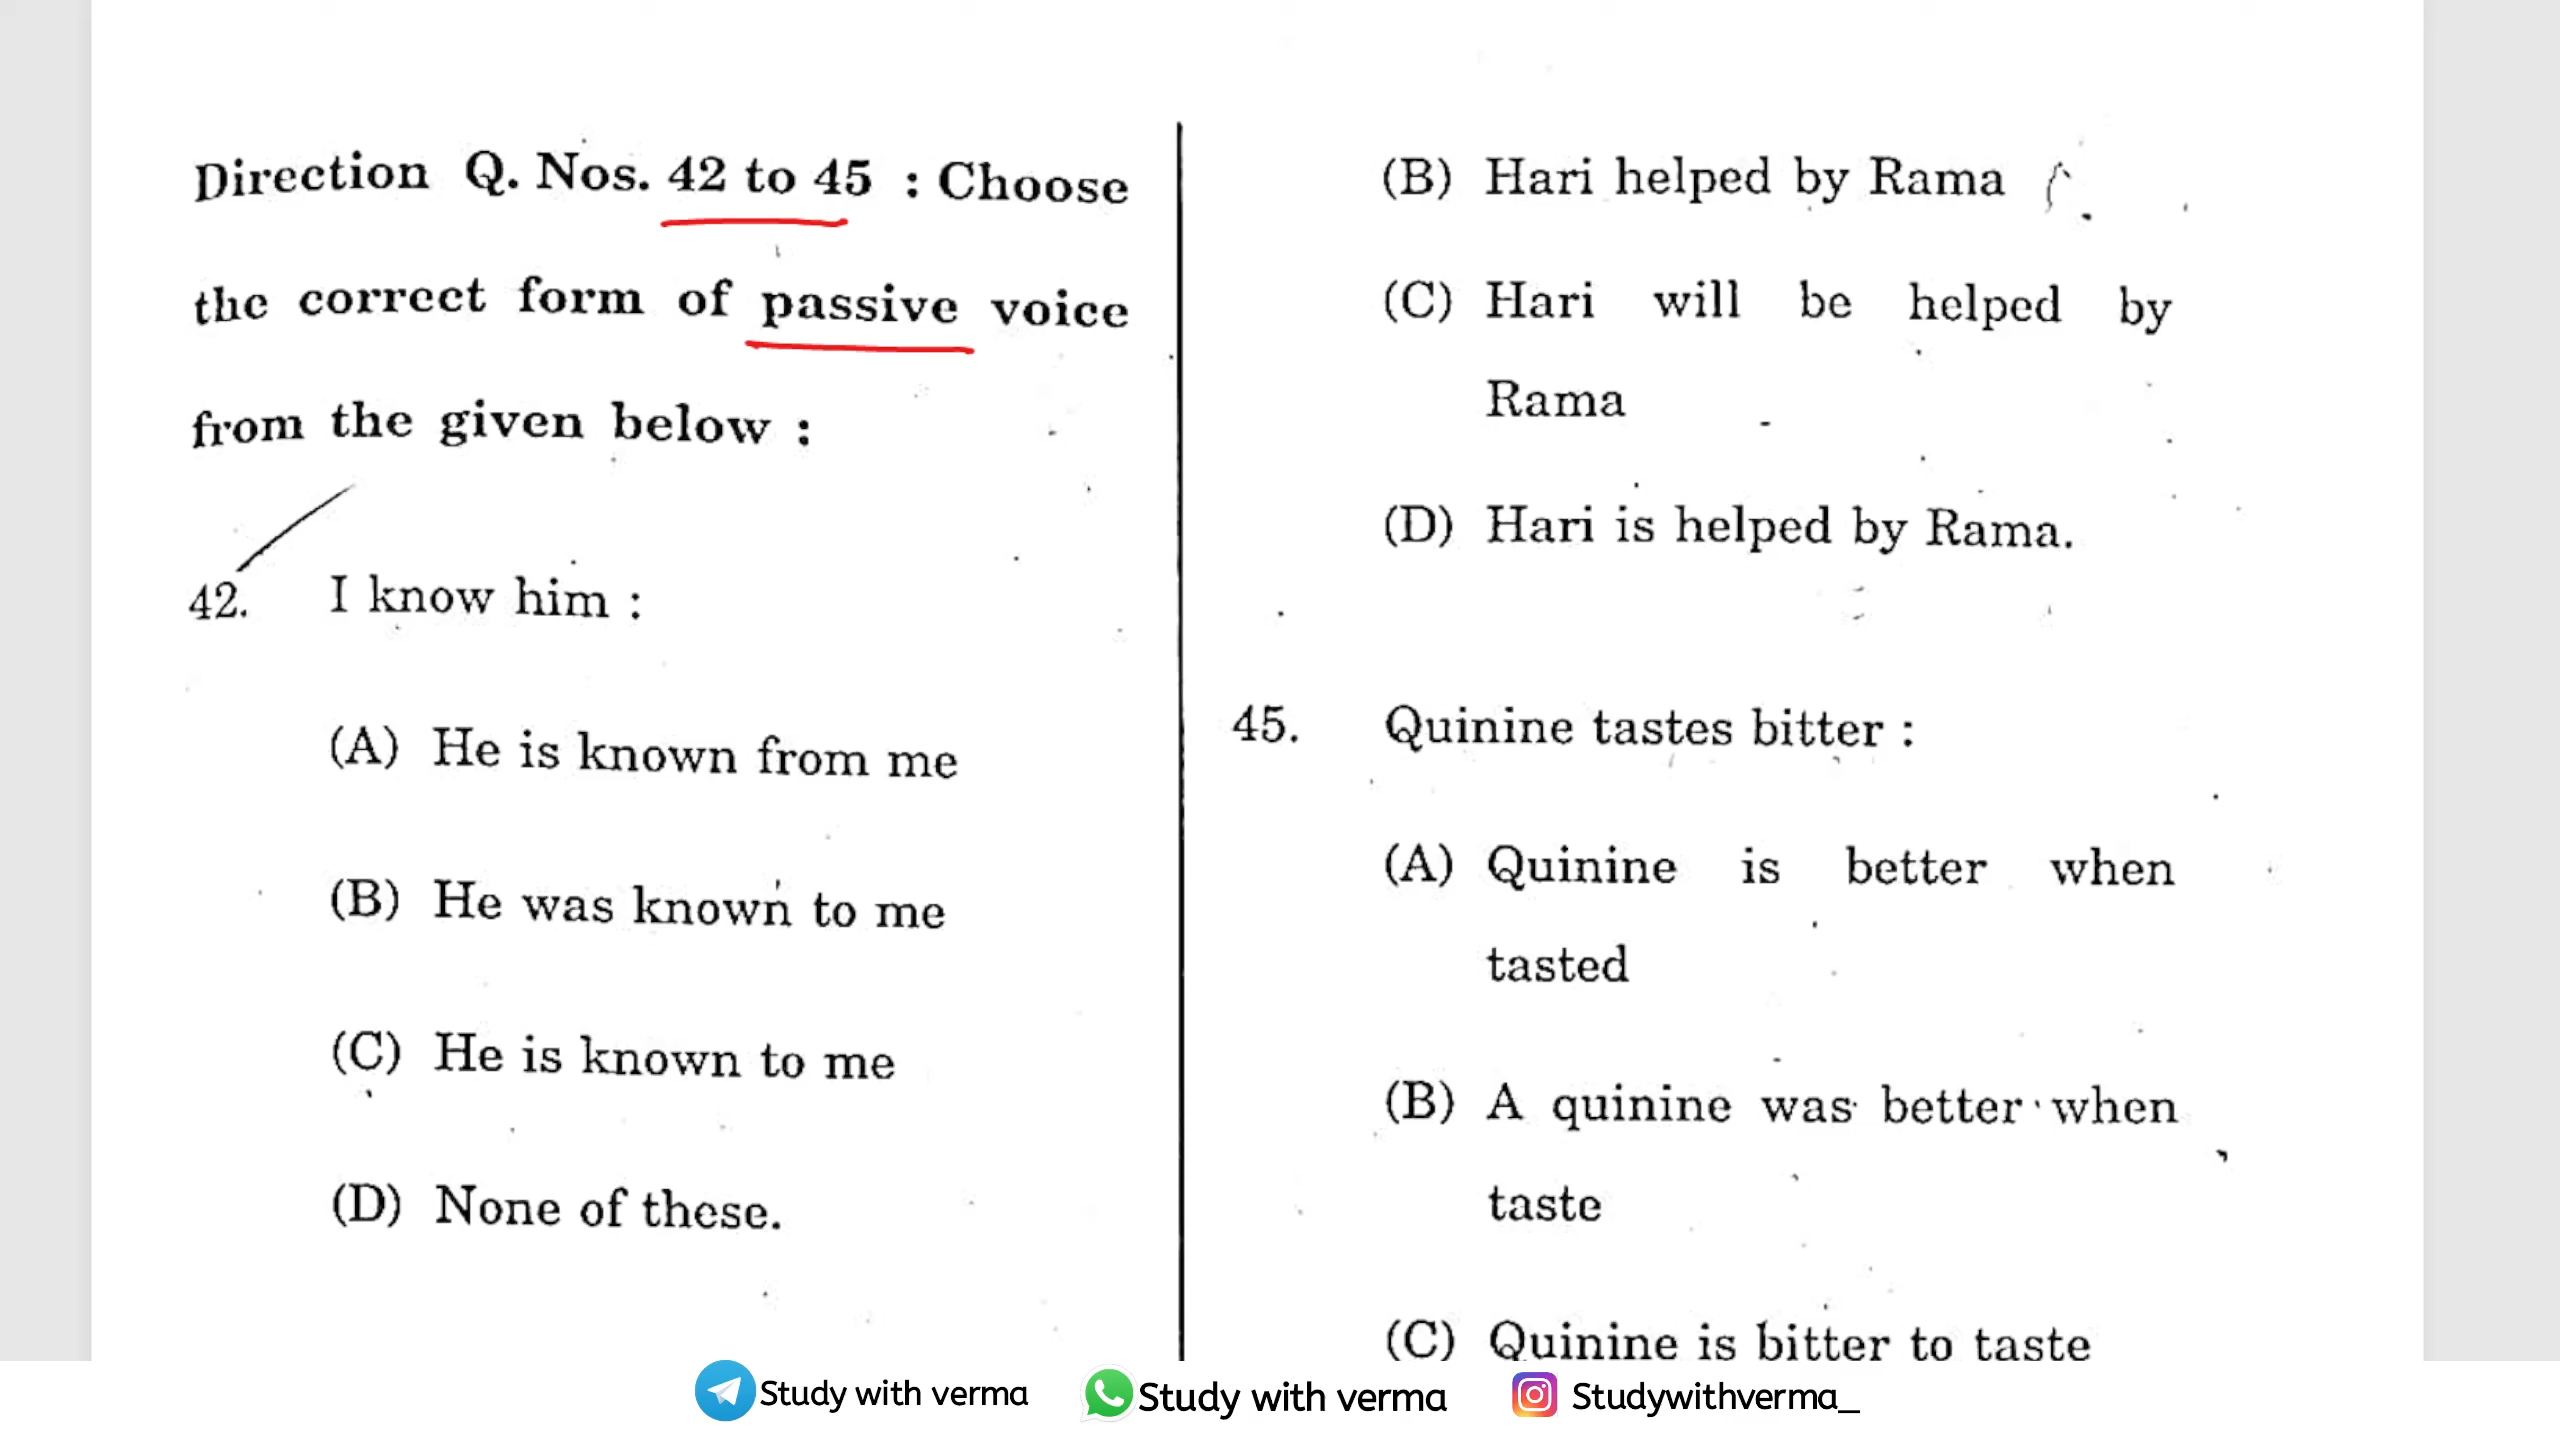 Direction Q. Nos. 42 to 45 : Choose
the correct form of passive voice
from the given below :
42. I know him :
(A) He is known from me
(B) He was known to me
(C) He is known to me
(D) None of these.
(B) Hari helped by Rama
(C) Hari will be helped by
Rama
(D) Hari is helped by Rama.
45. Quinine tastes bitter :
(A) Quinine is better when
tasted
(B) A quinine was better when
taste
(C) Quinine is bitter to taste
Study with verma
Study with verma
Studywithverma_